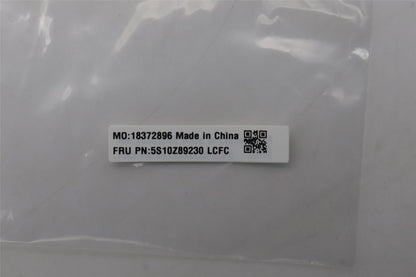 MO:18372896 Made in China
FRU PN:5S10Z89230 LCFC